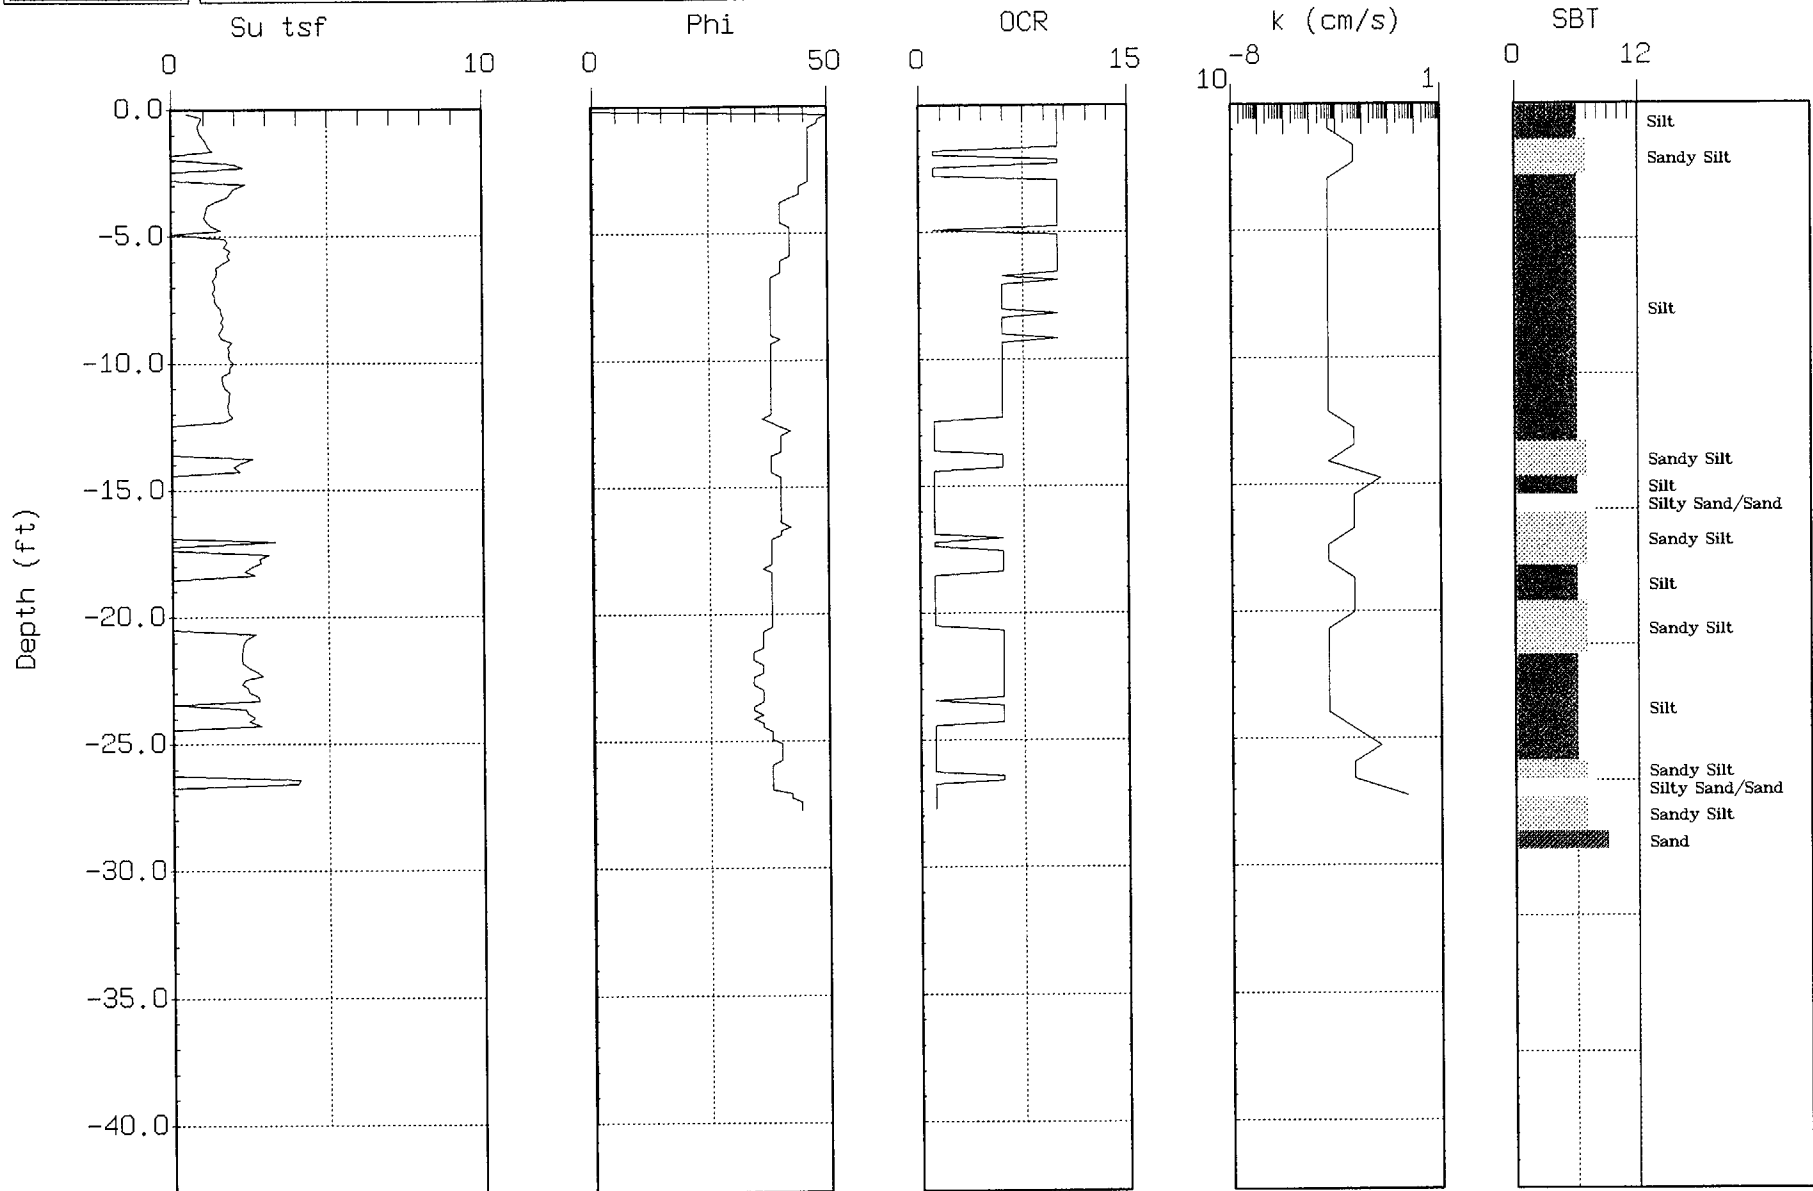 Su tsf
Phi
OCR
k (cm/s)
SBT
0
10
0
50
0
15
10-8
1
0
12
0.0
-5.0
-10.0
-15.0
-20.0
-25.0
-30.0
-35.0
-40.0
Depth (ft)
Silt
Sandy Silt
Silt
Sandy Silt
Silt
Silty Sand/Sand
Sandy Silt
Silt
Sandy Silt
Silt
Sandy Silt
Silty Sand/Sand
Sandy Silt
Sand